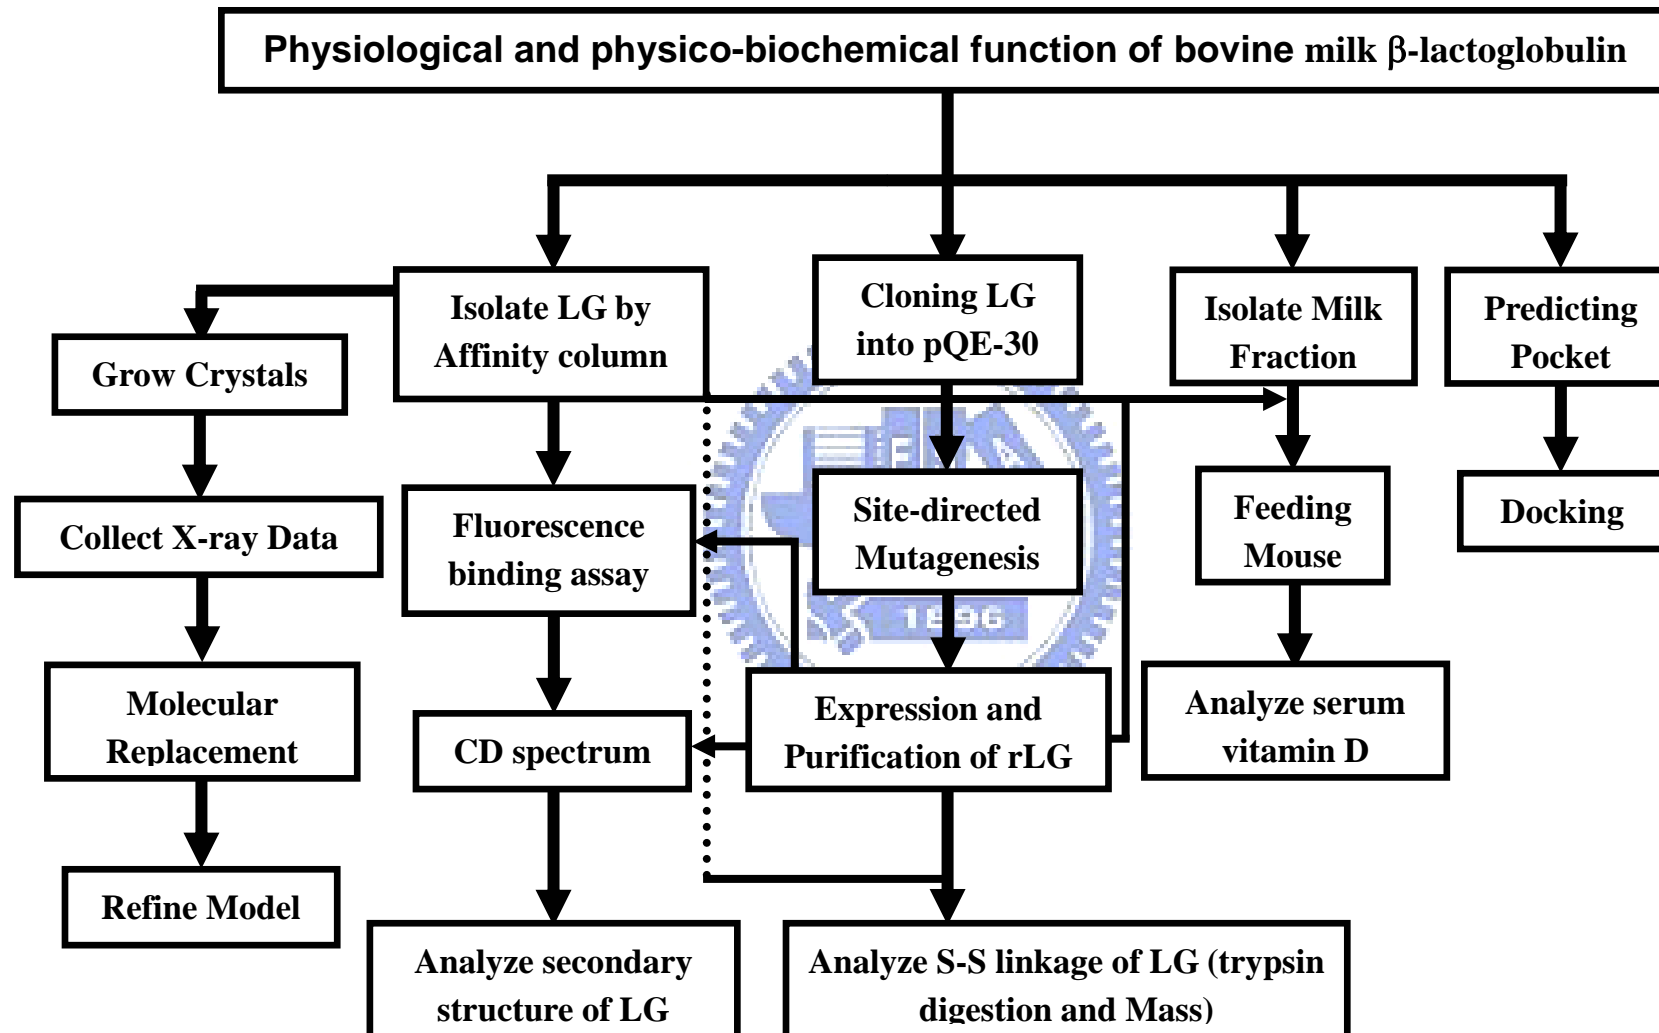 Physiological and physico-biochemical function of bovine milk β-lactoglobulin
Isolate LG by
Affinity column
Cloning LG
into pQE-30
Isolate Milk
Fraction
Predicting
Pocket
Grow Crystals
Collect X-ray Data
Fluorescence
binding assay
Site-directed
Mutagenesis
Feeding
Mouse
Docking
1896
Molecular
Replacement
CD spectrum
Expression and
Purification of rLG
Analyze serum
vitamin D
Refine Model
Analyze secondary
structure of LG
Analyze S-S linkage of LG (trypsin
digestion and Mass)